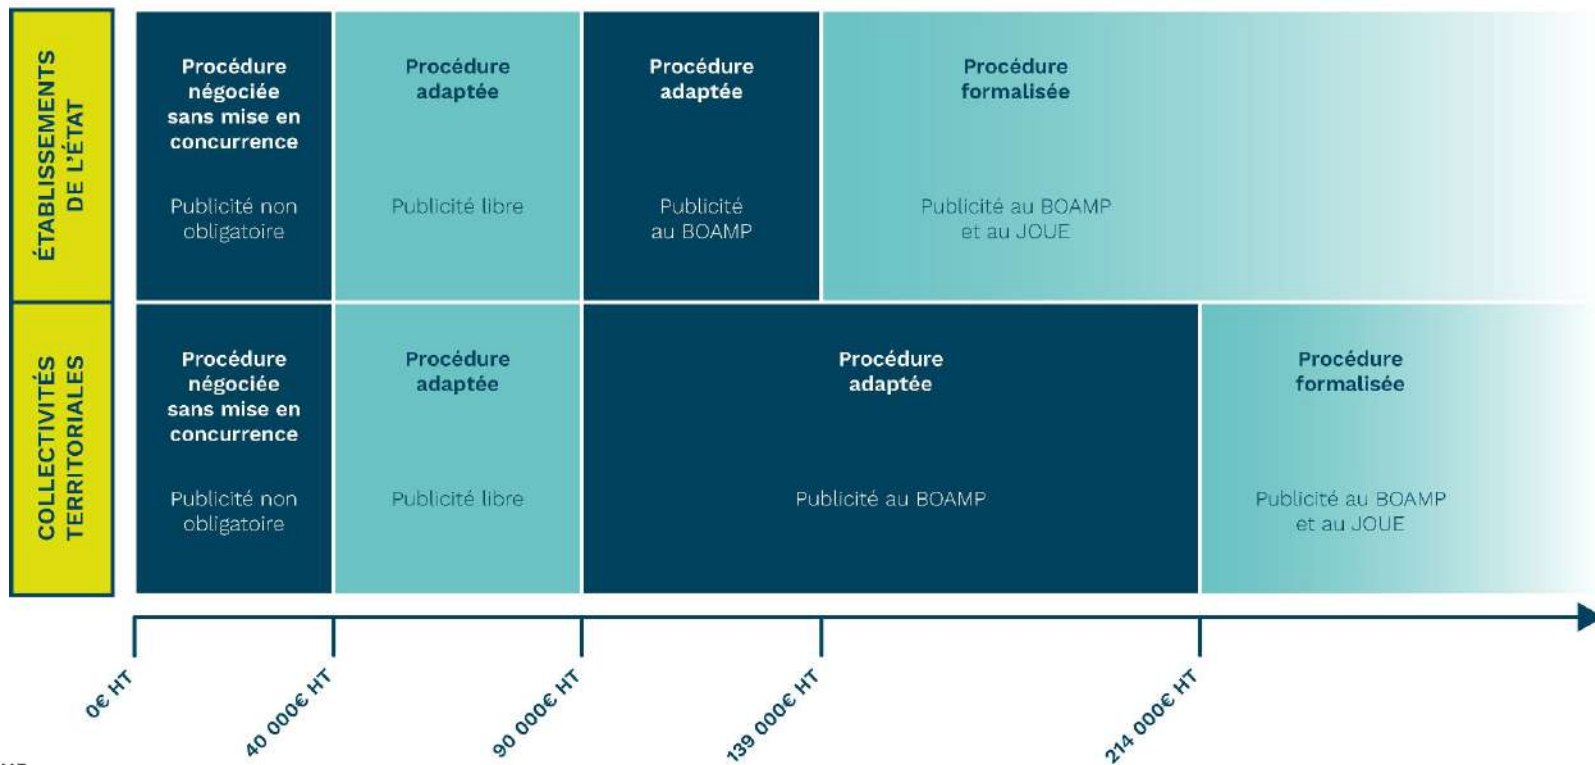 ÉTABLISSEMENTS
DE L'ÉTAT
Procédure
négociée
sans mise en
concurrence
Publicité non
obligatoire
Procédure
adaptée
Publicité libre
Procédure
adaptée
Publicité
au BOAMP
Procédure
formalisée
Publicité au BOAMP
et au JOUE
COLLECTIVITÉS
TERRITORIALES
Procédure
négociée
sans mise en
concurrence
Publicité non
obligatoire
Procédure
adaptée
Publicité libre
Procédure
adaptée
Publicité au BOAMP
Procédure
formalisée
Publicité au BOAMP
et au JOUE
0€ HT
40 000€ HT
90 000€ HT
139 000€ HT
214 000€ HT